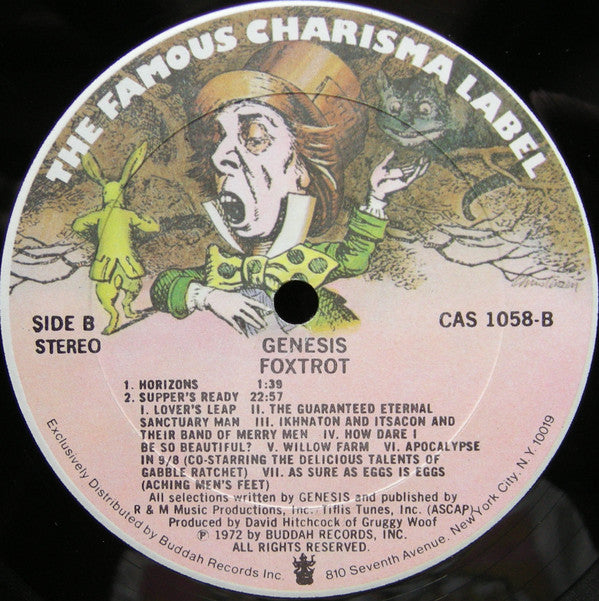 THE FAMOUS CHARISMA LABEL
SIDE B
STEREO
CAS 1058-B
GENESIS
FOXTROT
1. HORIZONS 1:39
2. SUPPER'S READY 22:57
I. LOVER'S LEAP II. THE GUARANTEED ETERNAL
SANCTUARY MAN III. IKHNATON AND ITSACON AND
THEIR BAND OF MERRY MEN IV. HOW DARE I
BE SO BEAUTIFUL? V. WILLOW FARM VI. APOCALYPSE
IN 9/8 (CO-STARRING THE DELICIOUS TALENTS OF
GABBLE RATCHET) VII. AS SURE AS EGGS IS EGGS
(ACHING MEN'S FEET)
All selections written by GENESIS and published by
R & M Music Productions, Inc./Tiflis Tunes, Inc. (ASCAP)
Produced by David Hitchcock of Gruggy Woof
℗ 1972 by BUDDAH RECORDS, INC.
ALL RIGHTS RESERVED.
Exclusively Distributed by Buddah Records Inc. 810 Seventh Avenue, New York City, N.Y. 10019